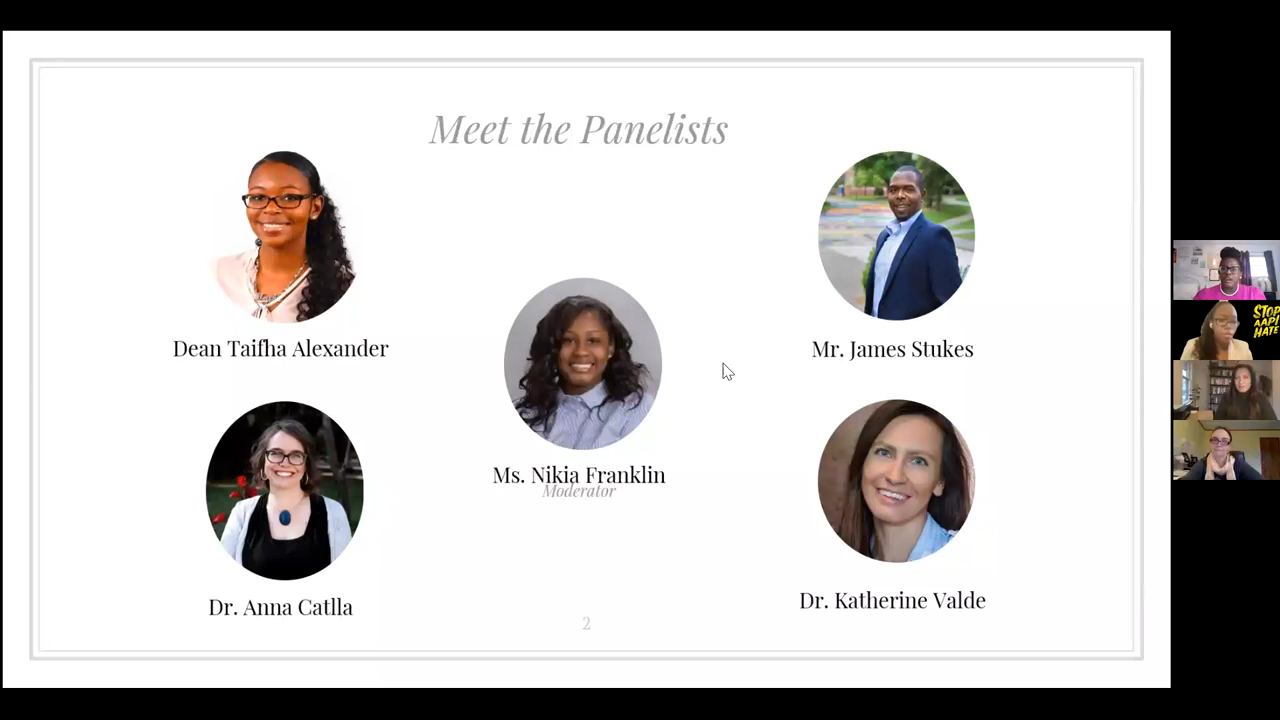 Meet the Panelists
Dean Taifha Alexander
Mr. James Stukes
Ms. Nikia Franklin
Moderator
Dr. Anna Catlla
Dr. Katherine Valde
2
STOP
AAPI
HATE